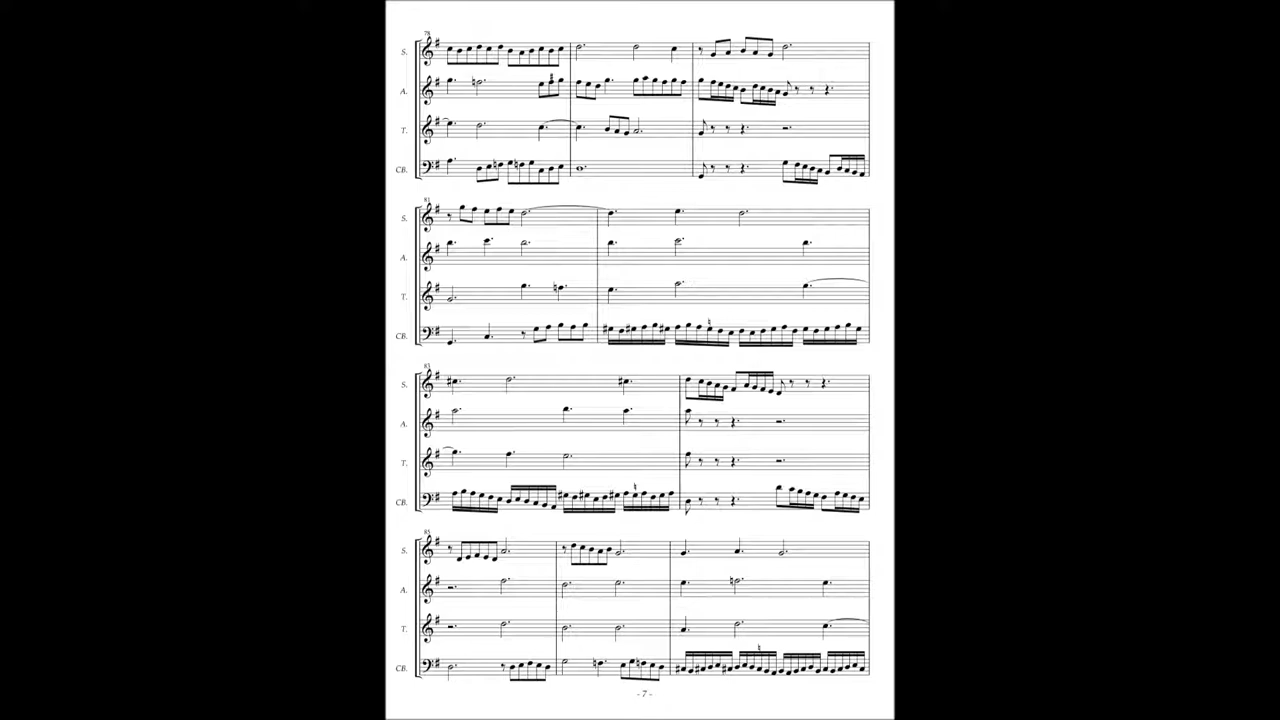 78
S.
A.
T.
CB.
81
S.
A.
T.
CB.
83
S.
A.
T.
CB.
85
S.
A.
T.
CB.
- 7 -